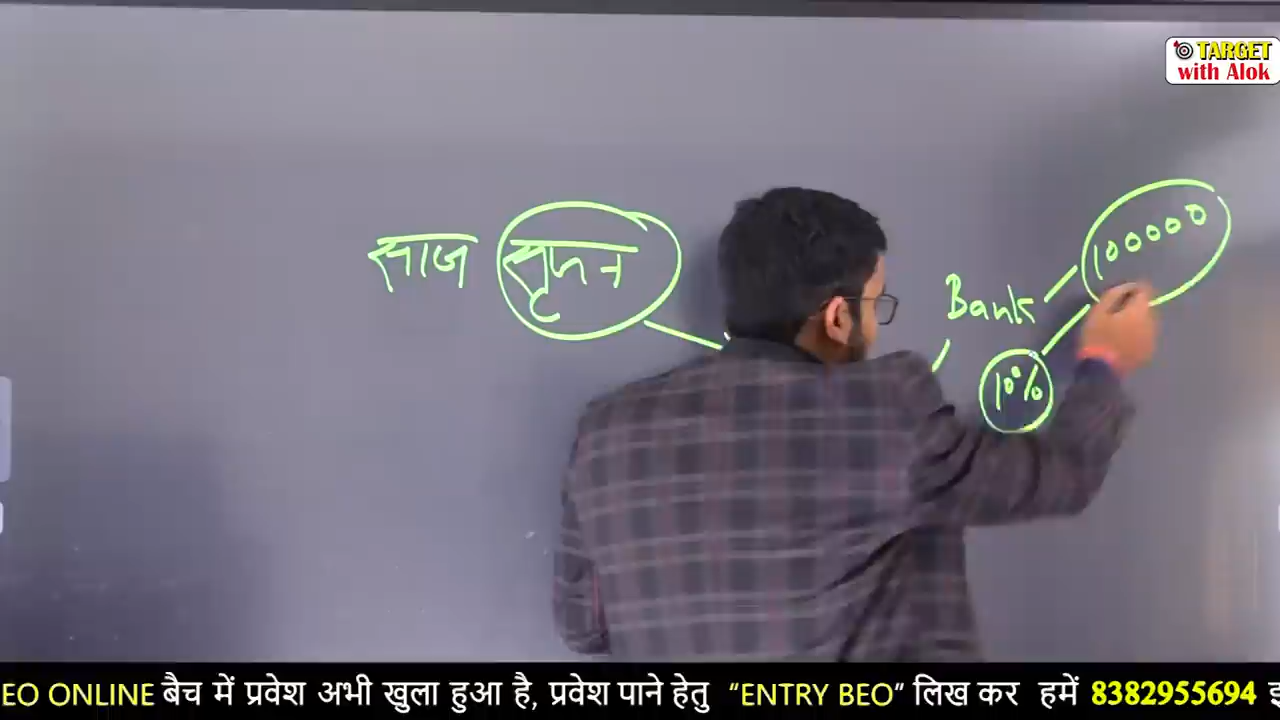 TARGET
with Alok
साज सृजन
Bank
100000
10%
EO ONLINE बैच में प्रवेश अभी खुला हुआ है, प्रवेश पाने हेतु “ENTRY BEO” लिख कर हमें 8382955694